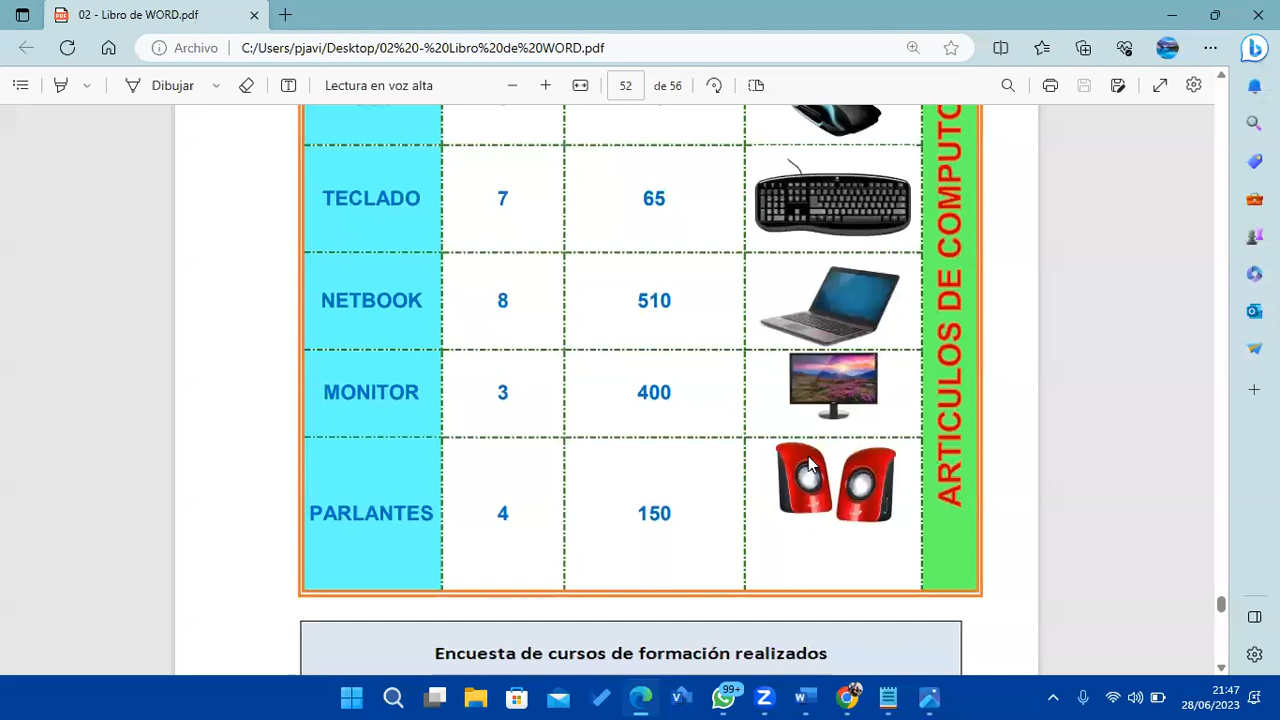 02 - Libro de WORD.pdf
Archivo
C:/Users/pjavi/Desktop/02%20-%20Libro%20de%20WORD.pdf
Dibujar
Lectura en voz alta
52
de 56
TECLADO 7 65
NETBOOK 8 510
MONITOR 3 400
PARLANTES 4 150
ARTICULOS DE COMPUTO
Encuesta de cursos de formación realizados
99+
21:47
28/06/2023